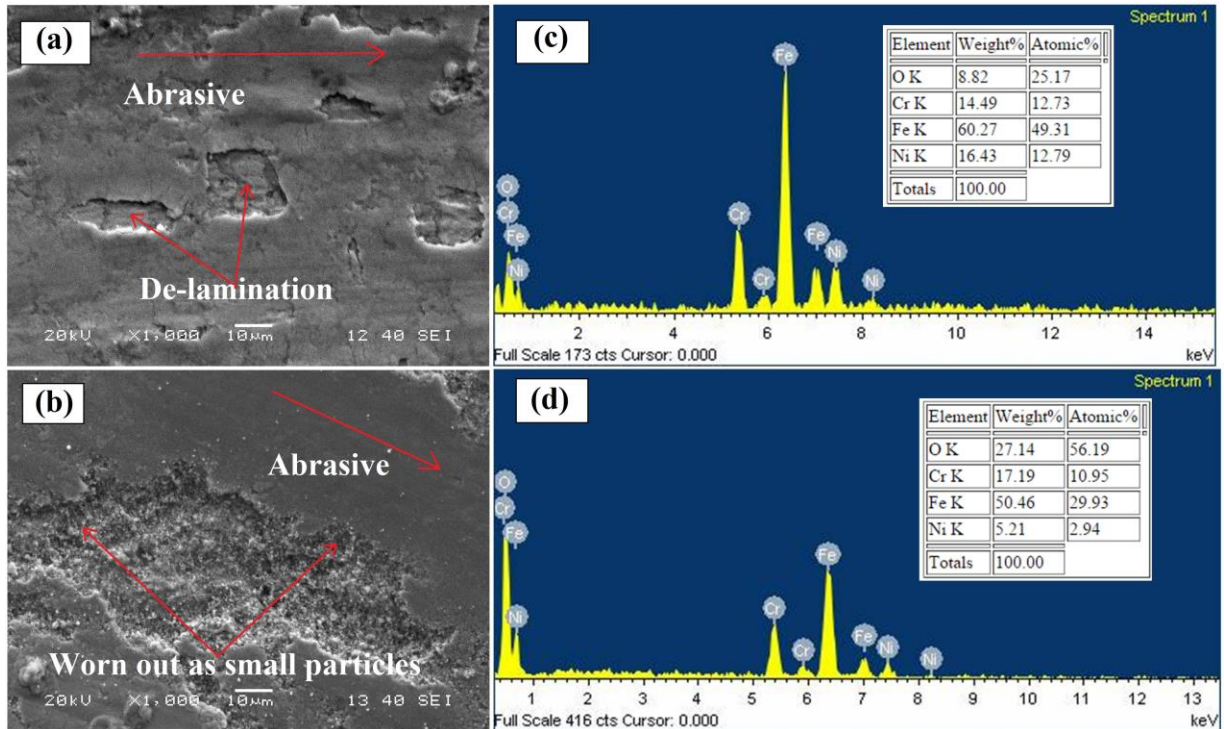 (a)
Abrasive
De-lamination
20kV X1,000 10μm 12 40 SEI
(c)
Spectrum 1
Element Weight% Atomic%
O K 8.82 25.17
Cr K 14.49 12.73
Fe K 60.27 49.31
Ni K 16.43 12.79
Totals 100.00
Fe
O
Cr
Fe
Ni
Cr
Cr
Fe
Ni
Ni
2 4 6 8 10 12 14
Full Scale 173 cts Cursor: 0.000 keV
(b)
Abrasive
Worn out as small particles
20kV X1,000 10μm 13 40 SEI
(d)
Spectrum 1
Element Weight% Atomic%
O K 27.14 56.19
Cr K 17.19 10.95
Fe K 50.46 29.93
Ni K 5.21 2.94
Totals 100.00
O
Cr
Fe
Ni
Cr
Cr
Fe
Fe
Ni
Ni
1 2 3 4 5 6 7 8 9 10 11 12 13
Full Scale 416 cts Cursor: 0.000 keV